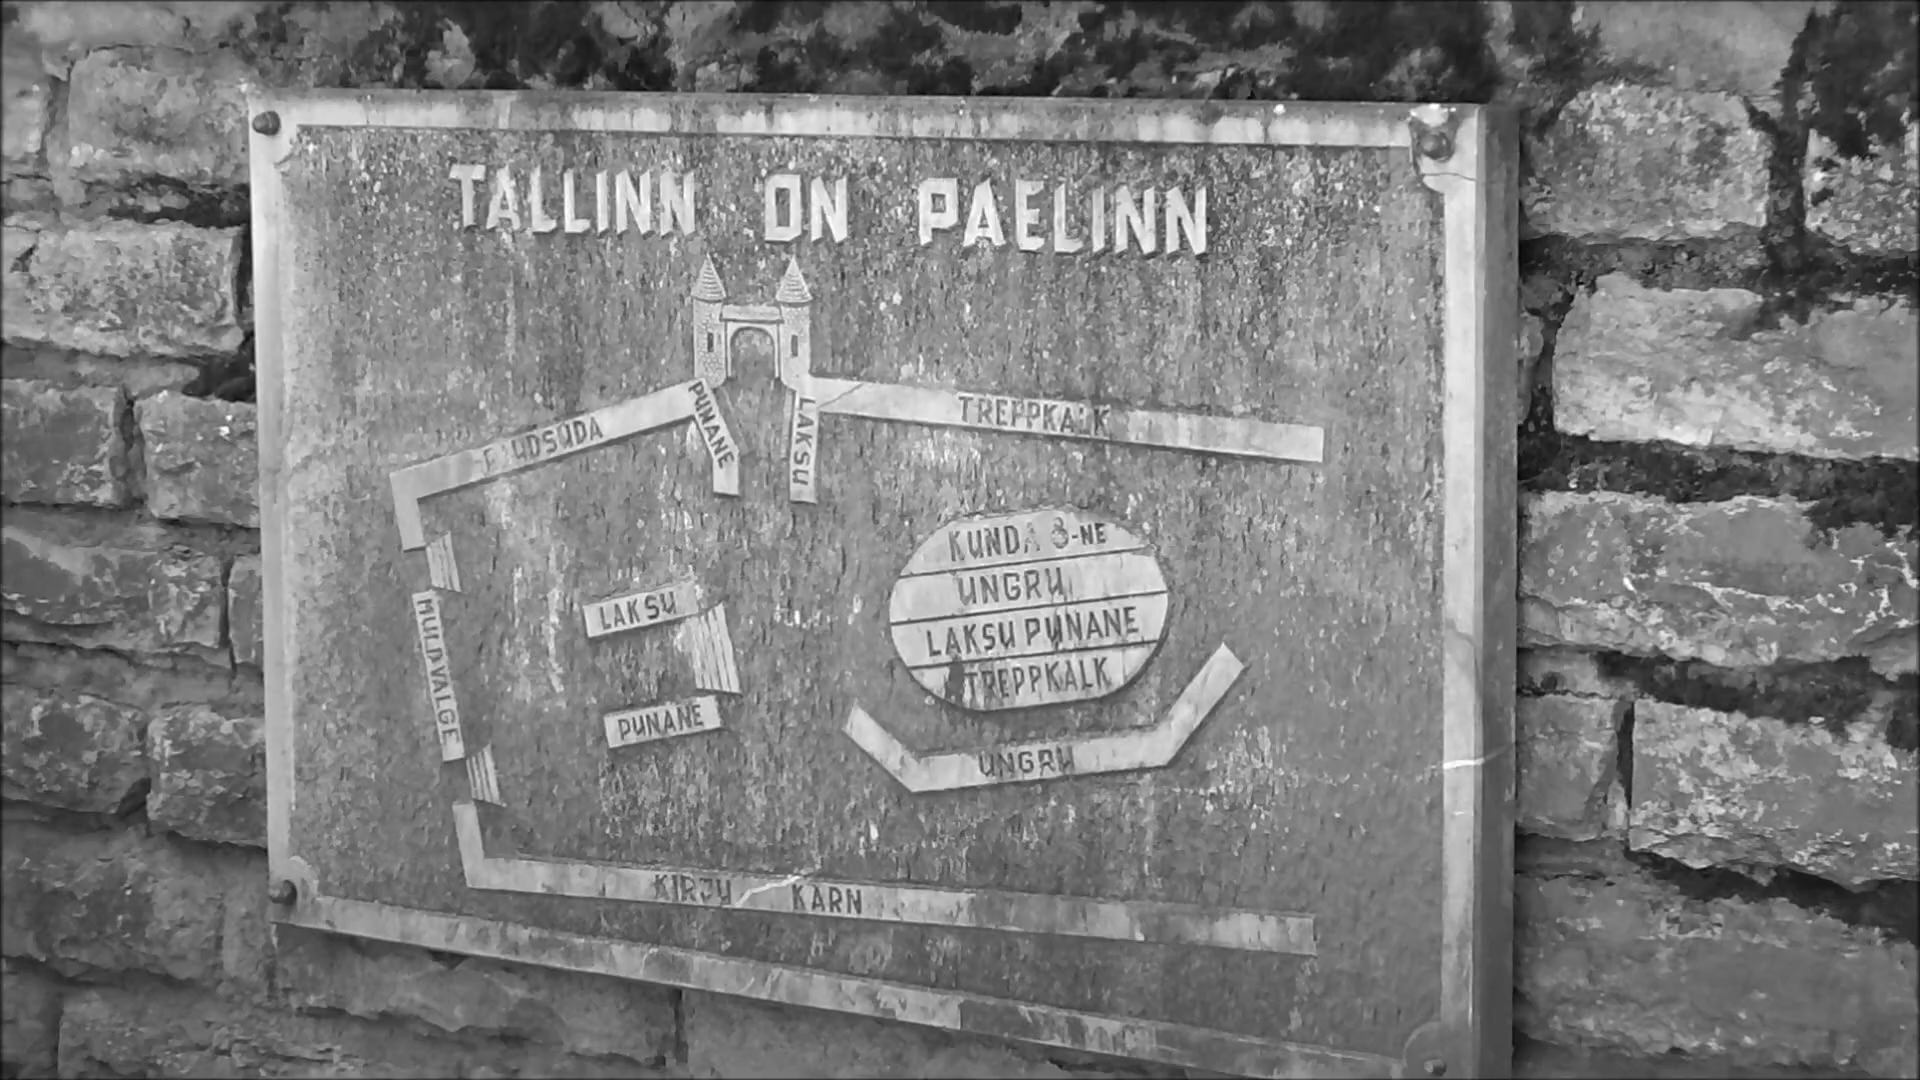 TALLINN ON PAELINN
PUNANE
LAKSU
TREPPKALK
KUNDA 8-NE
UNGRU
LAKSU PUNANE
TREPPKALK
LAKSU
MULDVALGE
PUNANE
UNGRU
KIRJU KARN